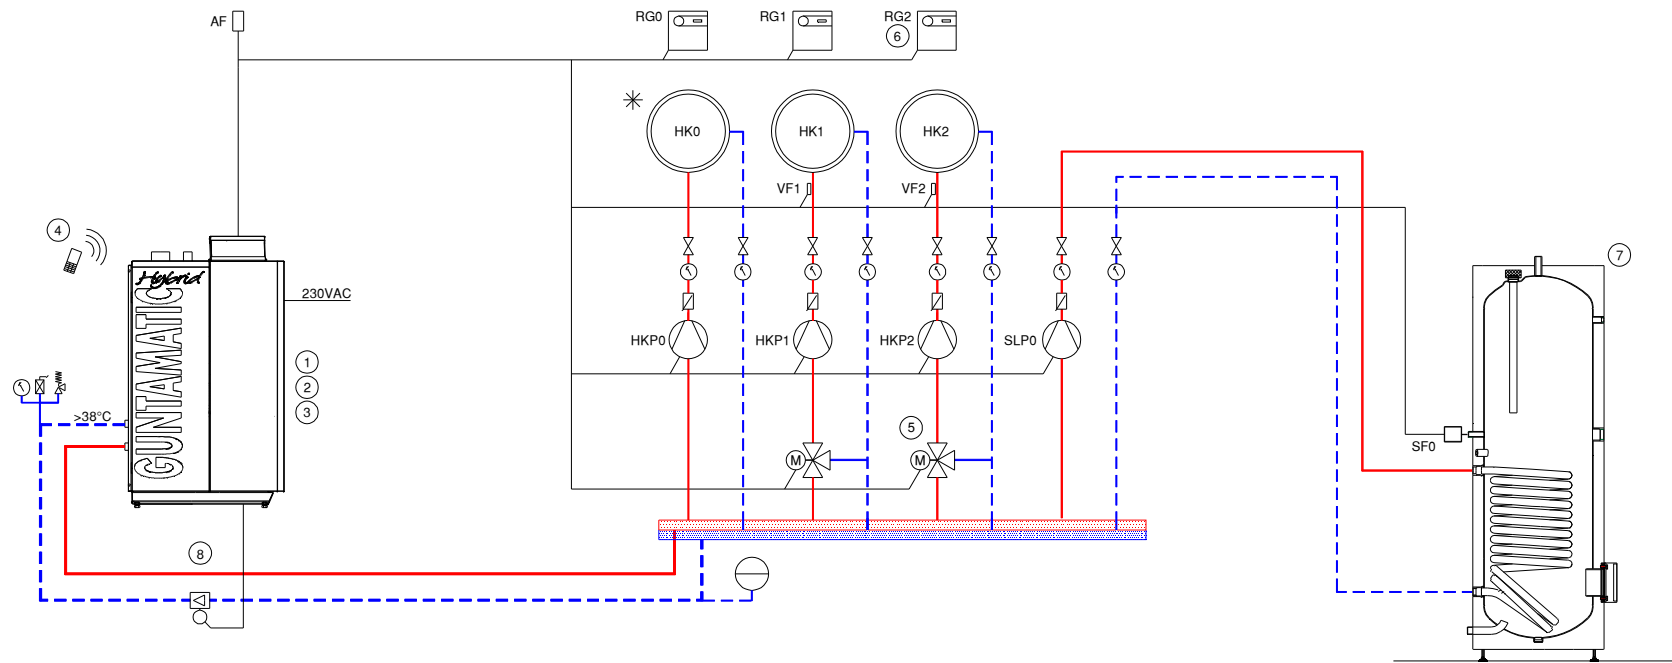 AF
RG0
RG1
RG2
6
HK0
HK1
HK2
VF1
VF2
4
7
Hybrid
GUNTAMATIC
230VAC
HKP0
HKP1
HKP2
SLP0
1
2
3
>38°C
5
M
M
SF0
8